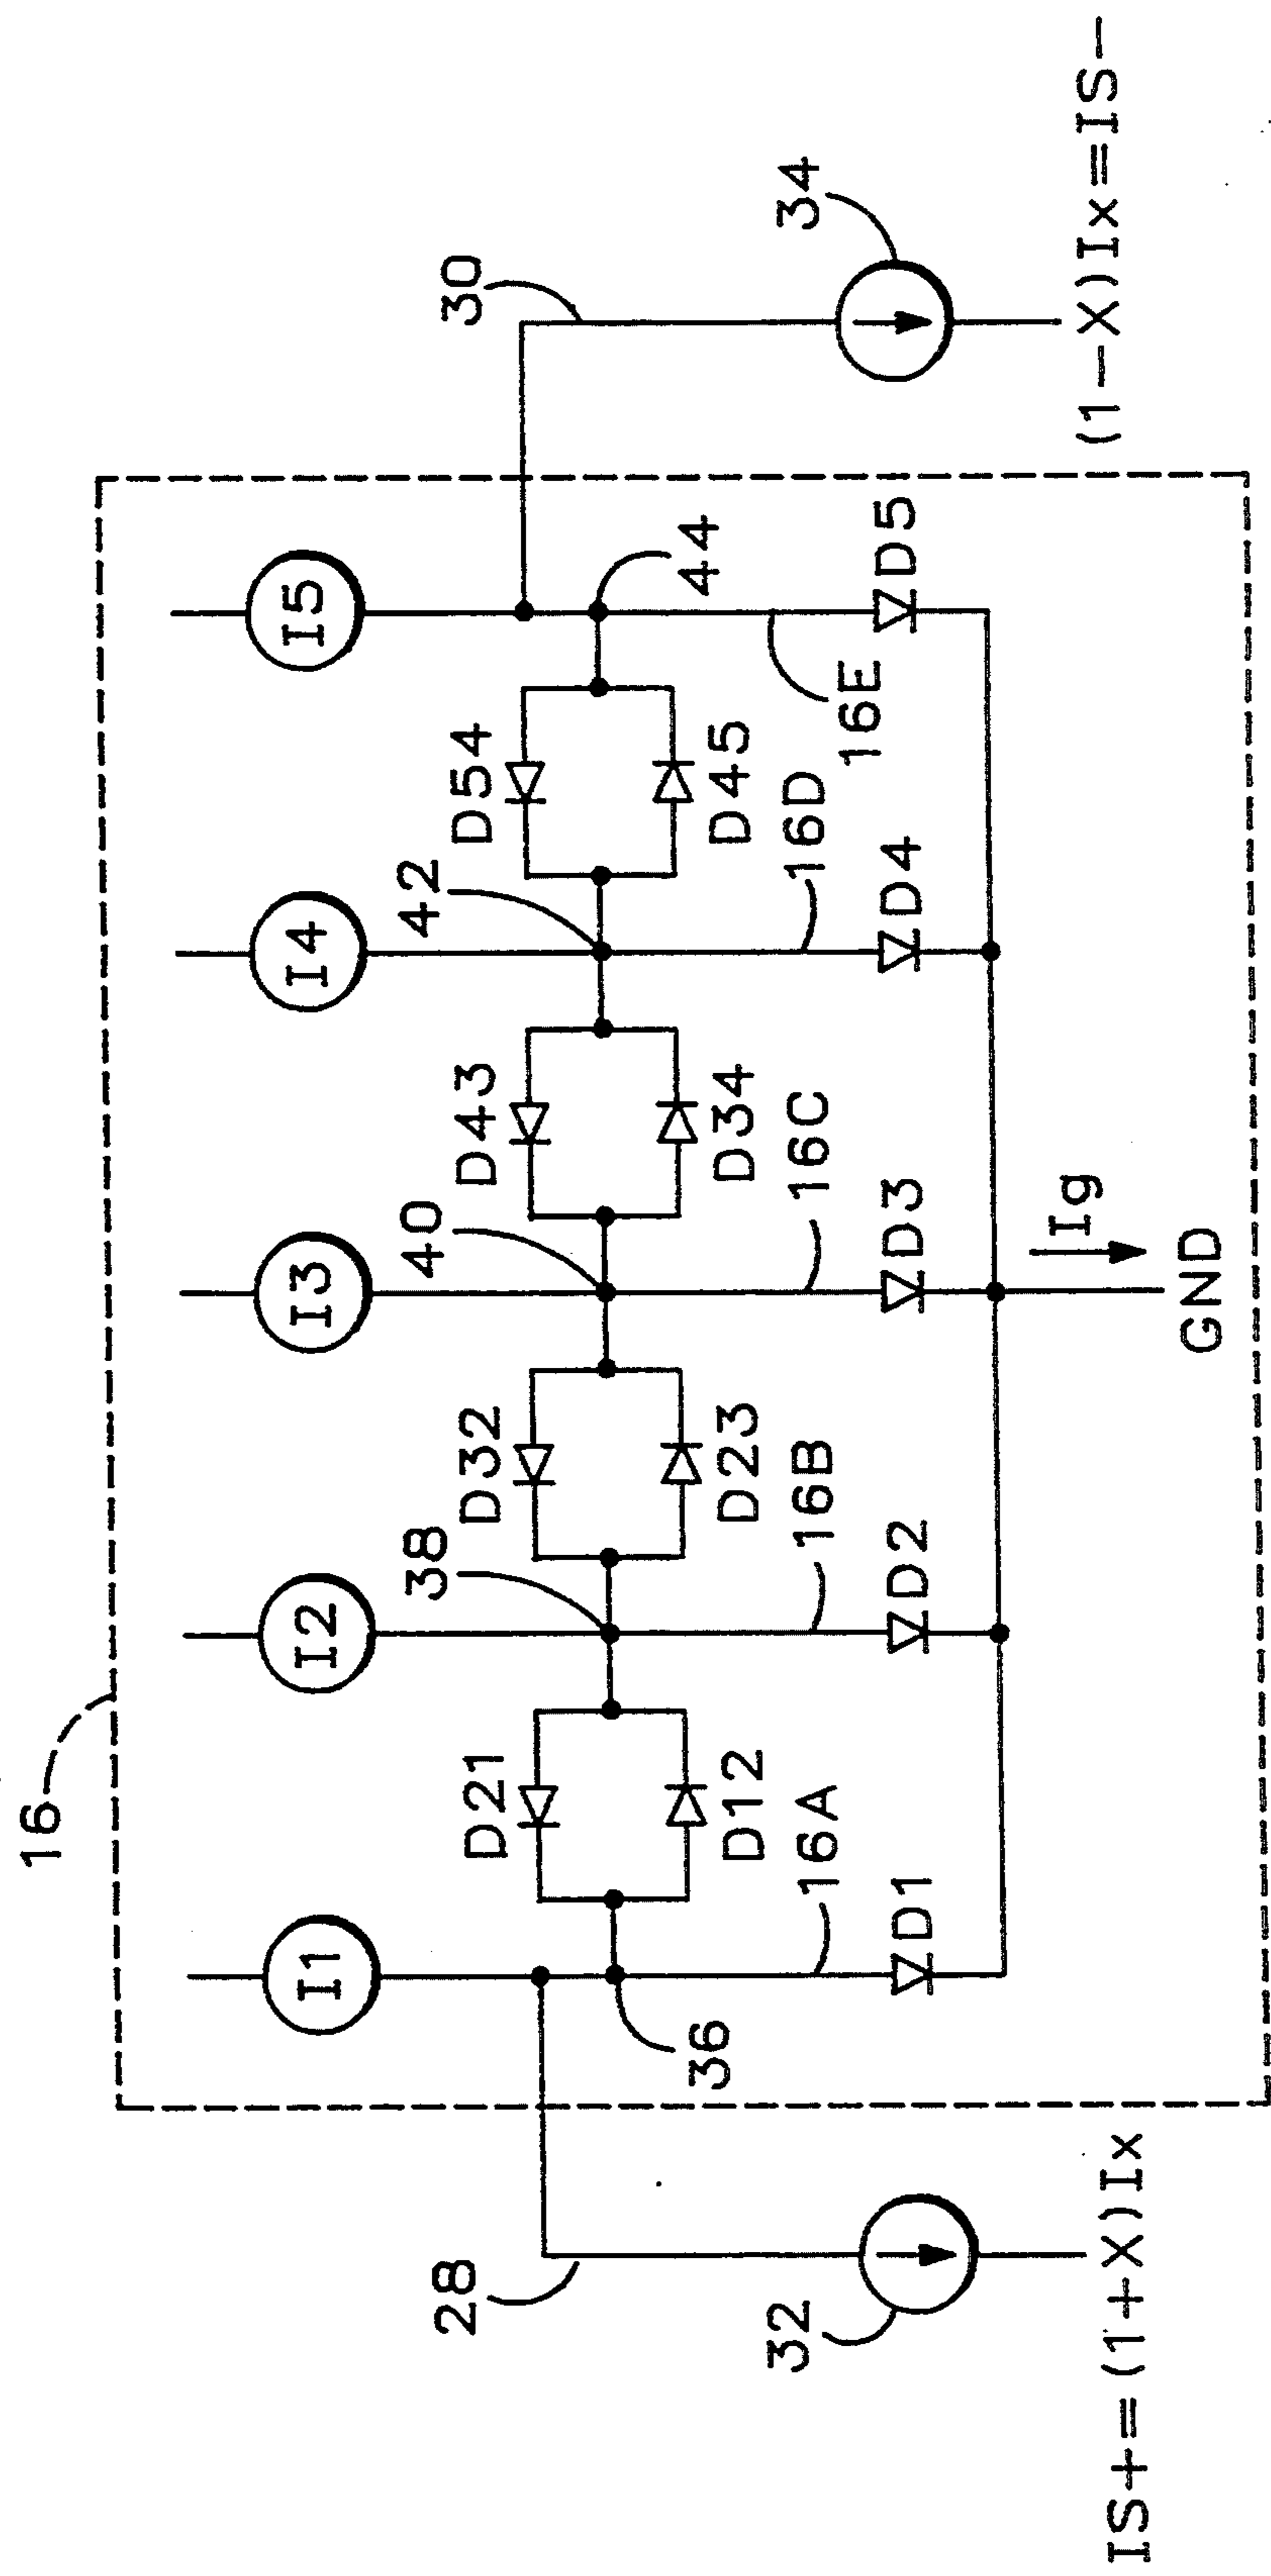 16
I1
I2
I3
I4
I5
28
30
38
40
42
D21
D32
D43
D54
36
44
D12
D23
D34
D45
16A
16B
16C
16D
16E
32
34
D1
D2
D3
D4
D5
Ig
GND
IS+=(1+X)Ix
(1-X)Ix=IS-